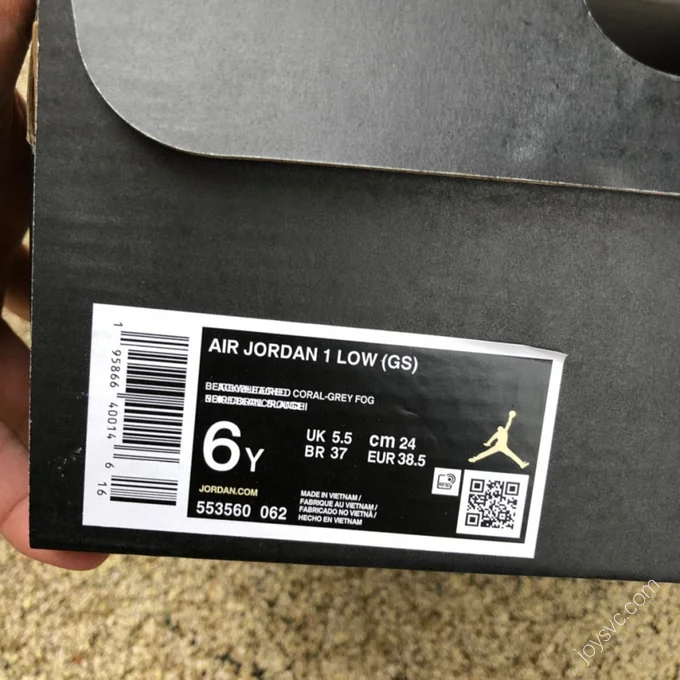 AIR JORDAN 1 LOW (GS)
CORAL-GREY FOG
6Y
UK 5.5 cm 24
BR 37 EUR 38.5
JORDAN.COM
553560 062
MADE IN VIETNAM /
FABRIQUE AU VIETNAM /
FABRICADO NO VIETNÃ /
HECHO EN VIETNAM
1 95866 40014 6 16
joysvc.com